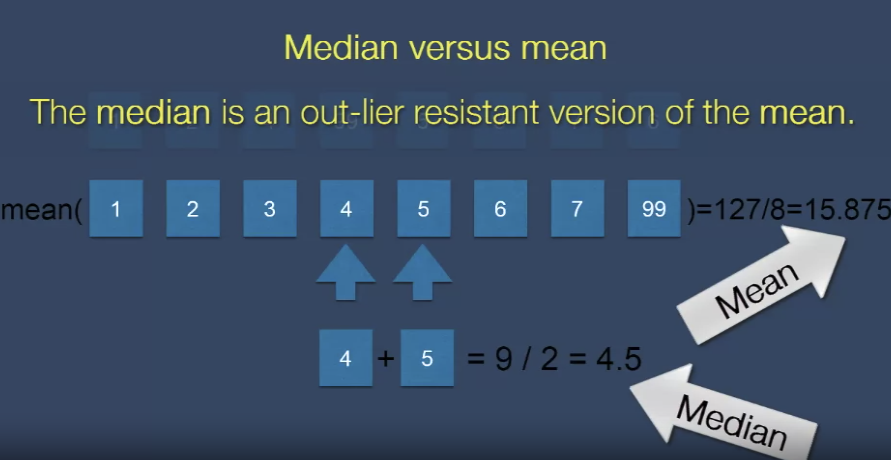 Median versus mean
The median is an out-lier resistant version of the mean.
mean( 1 2 3 4 5 6 7 99 )=127/8=15.875
Mean
4 + 5 = 9 / 2 = 4.5
Median